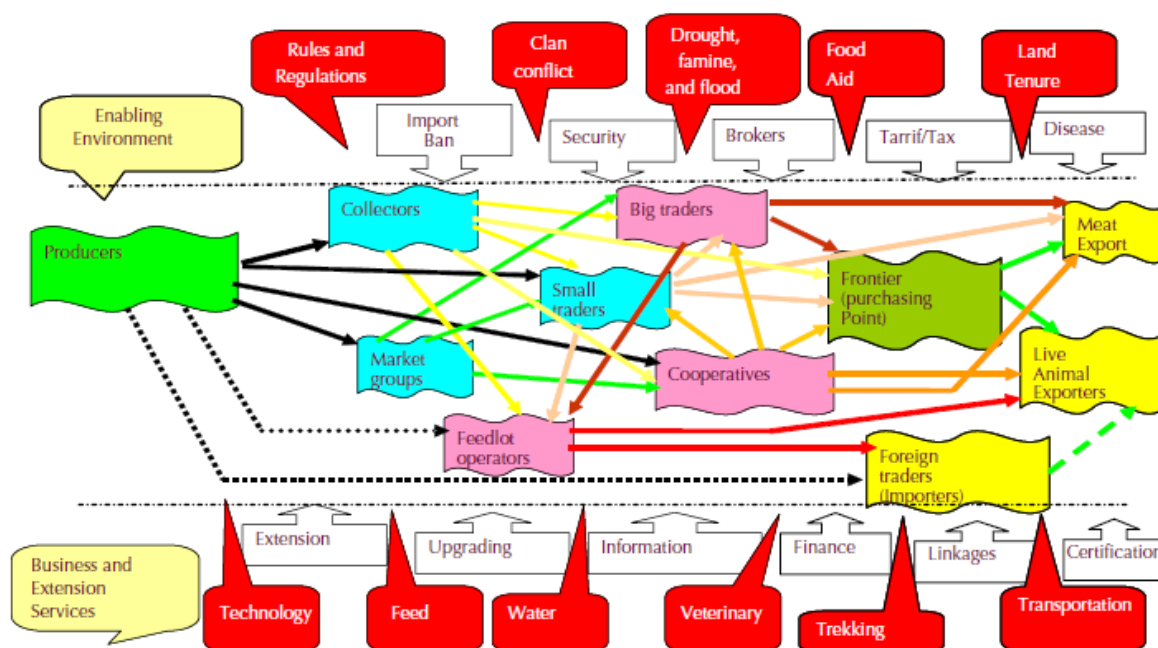 Rules and
Regulations
Clan
conflict
Drought,
famine,
and flood
Food
Aid
Land
Tenure
Enabling
Environment
Import
Ban
Security
Brokers
Tarrif/Tax
Disease
Collectors
Big traders
Meat
Export
Producers
Small
traders
Frontier
(purchasing
Point)
Market
groups
Cooperatives
Live
Animal
Exporters
Feedlot
operators
Foreign
traders
(Importers)
Extension
Upgrading
Information
Finance
Linkages
Certification
Business and
Extension
Services
Technology
Feed
Water
Veterinary
Trekking
Transportation